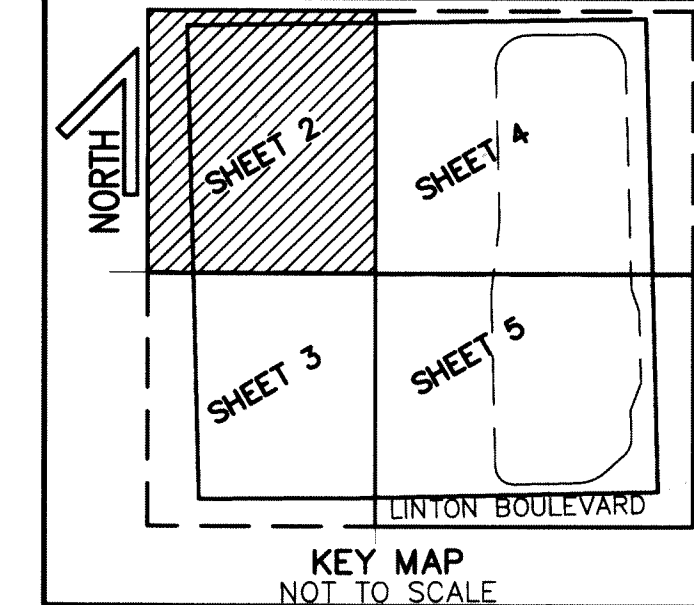 NORTH
SHEET 2
SHEET 4
SHEET 3
SHEET 5
LINTON BOULEVARD
KEY MAP
NOT TO SCALE